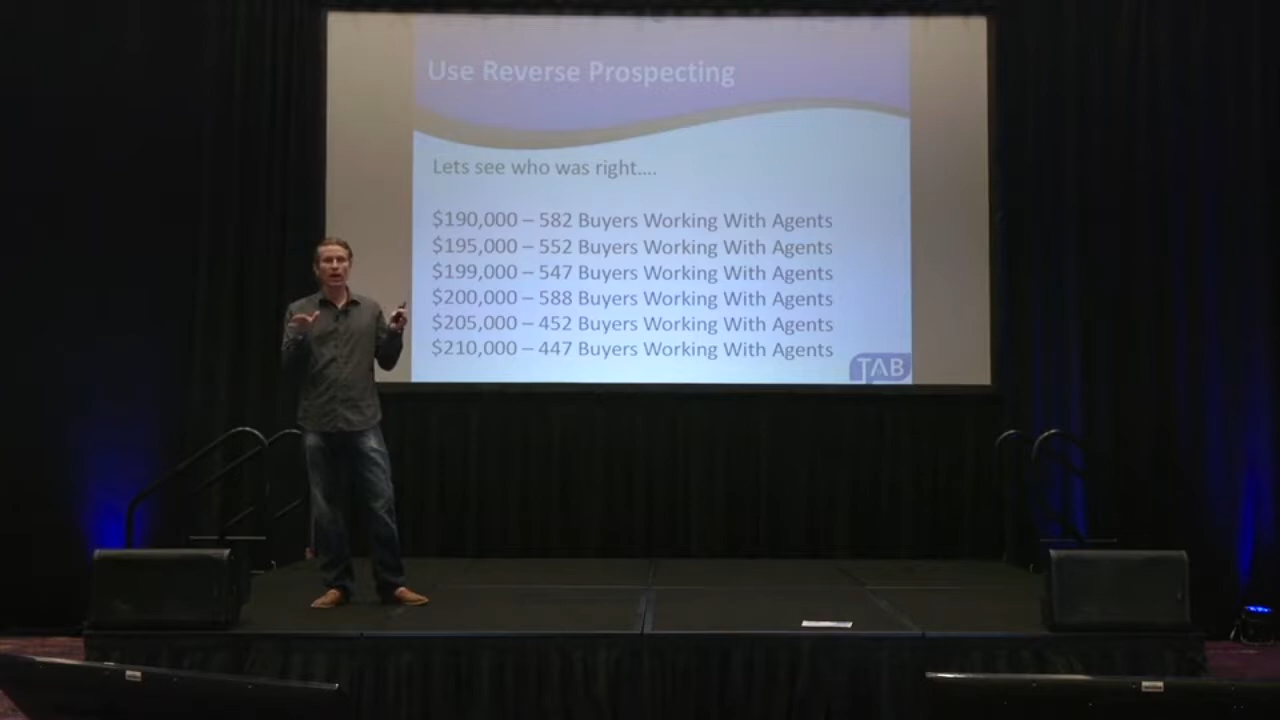 Use Reverse Prospecting
Lets see who was right....
$190,000 – 582 Buyers Working With Agents
$195,000 – 552 Buyers Working With Agents
$199,000 – 547 Buyers Working With Agents
$200,000 – 588 Buyers Working With Agents
$205,000 – 452 Buyers Working With Agents
$210,000 – 447 Buyers Working With Agents
TAB